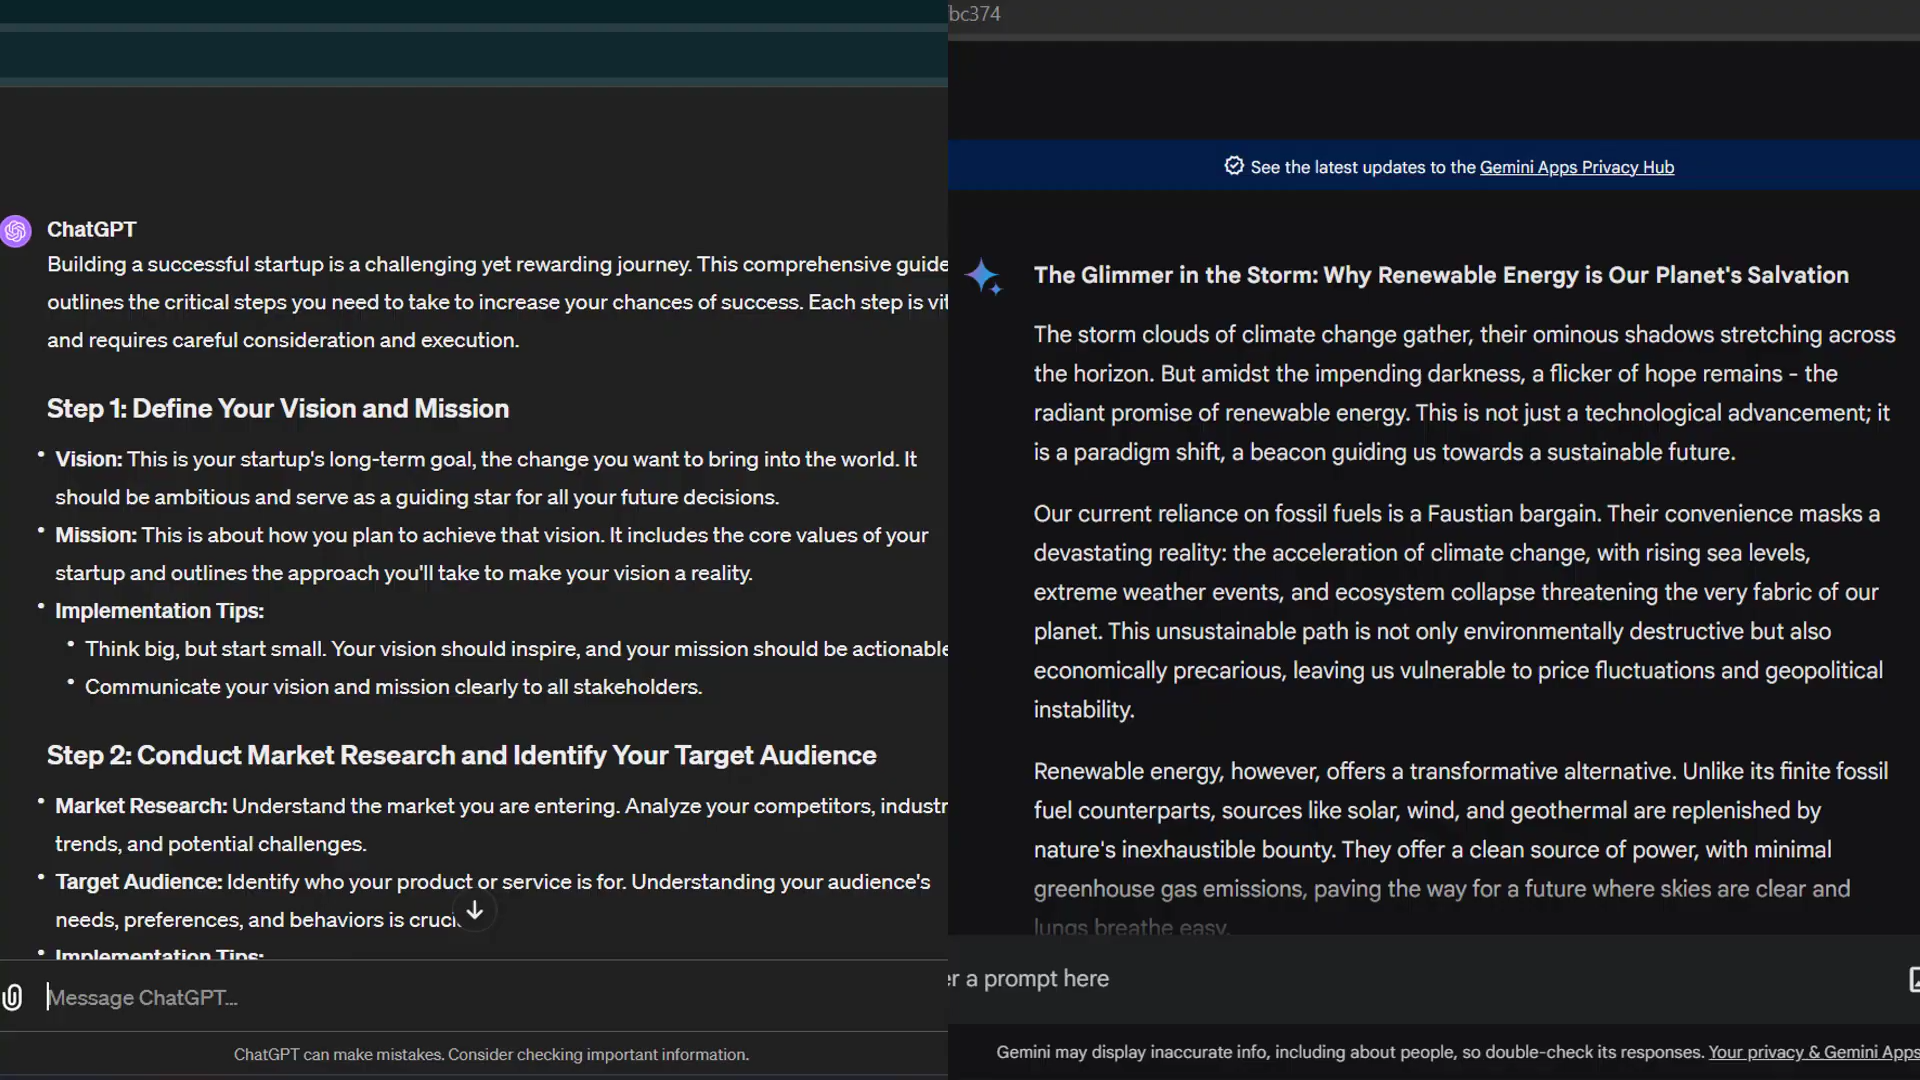 ChatGPT
Building a successful startup is a challenging yet rewarding journey. This comprehensive guide
outlines the critical steps you need to take to increase your chances of success. Each step is vit
and requires careful consideration and execution.
Step 1: Define Your Vision and Mission
• Vision: This is your startup's long-term goal, the change you want to bring into the world. It
should be ambitious and serve as a guiding star for all your future decisions.
• Mission: This is about how you plan to achieve that vision. It includes the core values of your
startup and outlines the approach you'll take to make your vision a reality.
• Implementation Tips:
• Think big, but start small. Your vision should inspire, and your mission should be actionable
• Communicate your vision and mission clearly to all stakeholders.
Step 2: Conduct Market Research and Identify Your Target Audience
• Market Research: Understand the market you are entering. Analyze your competitors, industr
trends, and potential challenges.
• Target Audience: Identify who your product or service is for. Understanding your audience's
needs, preferences, and behaviors is cruci
• Implementation Tips:
Message ChatGPT...
ChatGPT can make mistakes. Consider checking important information.
bc374
See the latest updates to the Gemini Apps Privacy Hub
The Glimmer in the Storm: Why Renewable Energy is Our Planet's Salvation
The storm clouds of climate change gather, their ominous shadows stretching across
the horizon. But amidst the impending darkness, a flicker of hope remains - the
radiant promise of renewable energy. This is not just a technological advancement; it
is a paradigm shift, a beacon guiding us towards a sustainable future.
Our current reliance on fossil fuels is a Faustian bargain. Their convenience masks a
devastating reality: the acceleration of climate change, with rising sea levels,
extreme weather events, and ecosystem collapse threatening the very fabric of our
planet. This unsustainable path is not only environmentally destructive but also
economically precarious, leaving us vulnerable to price fluctuations and geopolitical
instability.
Renewable energy, however, offers a transformative alternative. Unlike its finite fossil
fuel counterparts, sources like solar, wind, and geothermal are replenished by
nature's inexhaustible bounty. They offer a clean source of power, with minimal
greenhouse gas emissions, paving the way for a future where skies are clear and
lungs breathe easy.
er a prompt here
Gemini may display inaccurate info, including about people, so double-check its responses. Your privacy & Gemini Apps